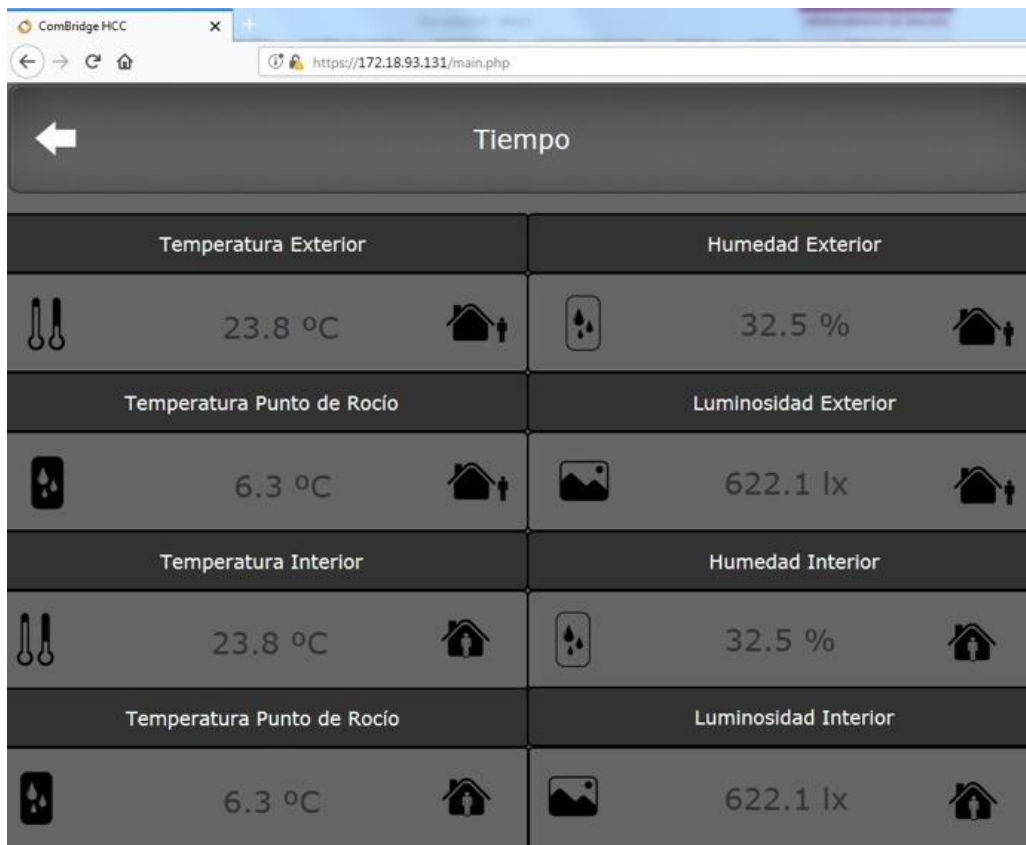 ComBridge HCC
https://172.18.93.131/main.php
Tiempo
Temperatura Exterior
Humedad Exterior
23.8 ºC
32.5 %
Temperatura Punto de Rocío
Luminosidad Exterior
6.3 ºC
622.1 lx
Temperatura Interior
Humedad Interior
23.8 ºC
32.5 %
Temperatura Punto de Rocío
Luminosidad Interior
6.3 ºC
622.1 lx